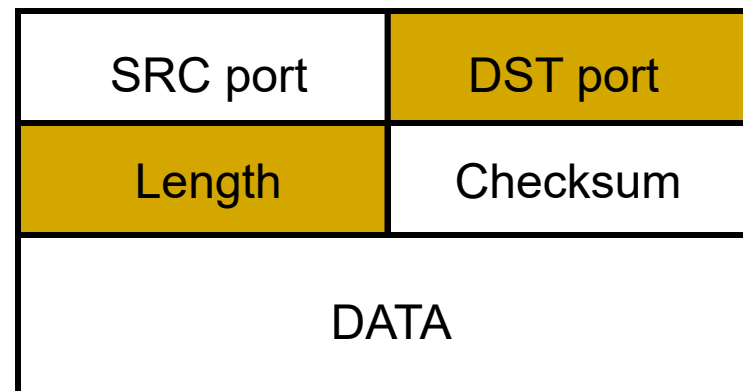 SRC port
DST port
Length
Checksum
DATA